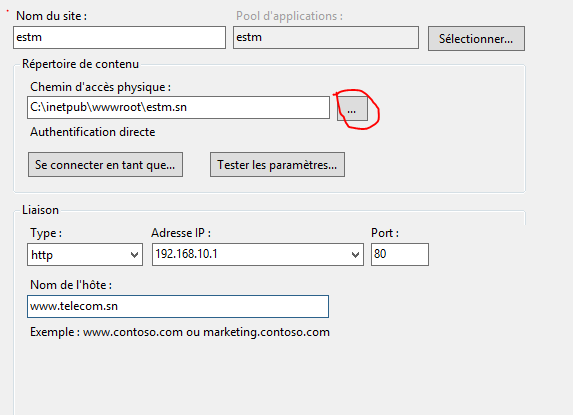 Nom du site :
Pool d'applications :
estm
estm
Sélectionner...
Répertoire de contenu
Chemin d'accès physique :
C:\inetpub\wwwroot\estm.sn
...
Authentification directe
Se connecter en tant que...
Tester les paramètres...
Liaison
Type :
Adresse IP :
Port :
http
192.168.10.1
80
Nom de l'hôte :
www.telecom.sn
Exemple : www.contoso.com ou marketing.contoso.com